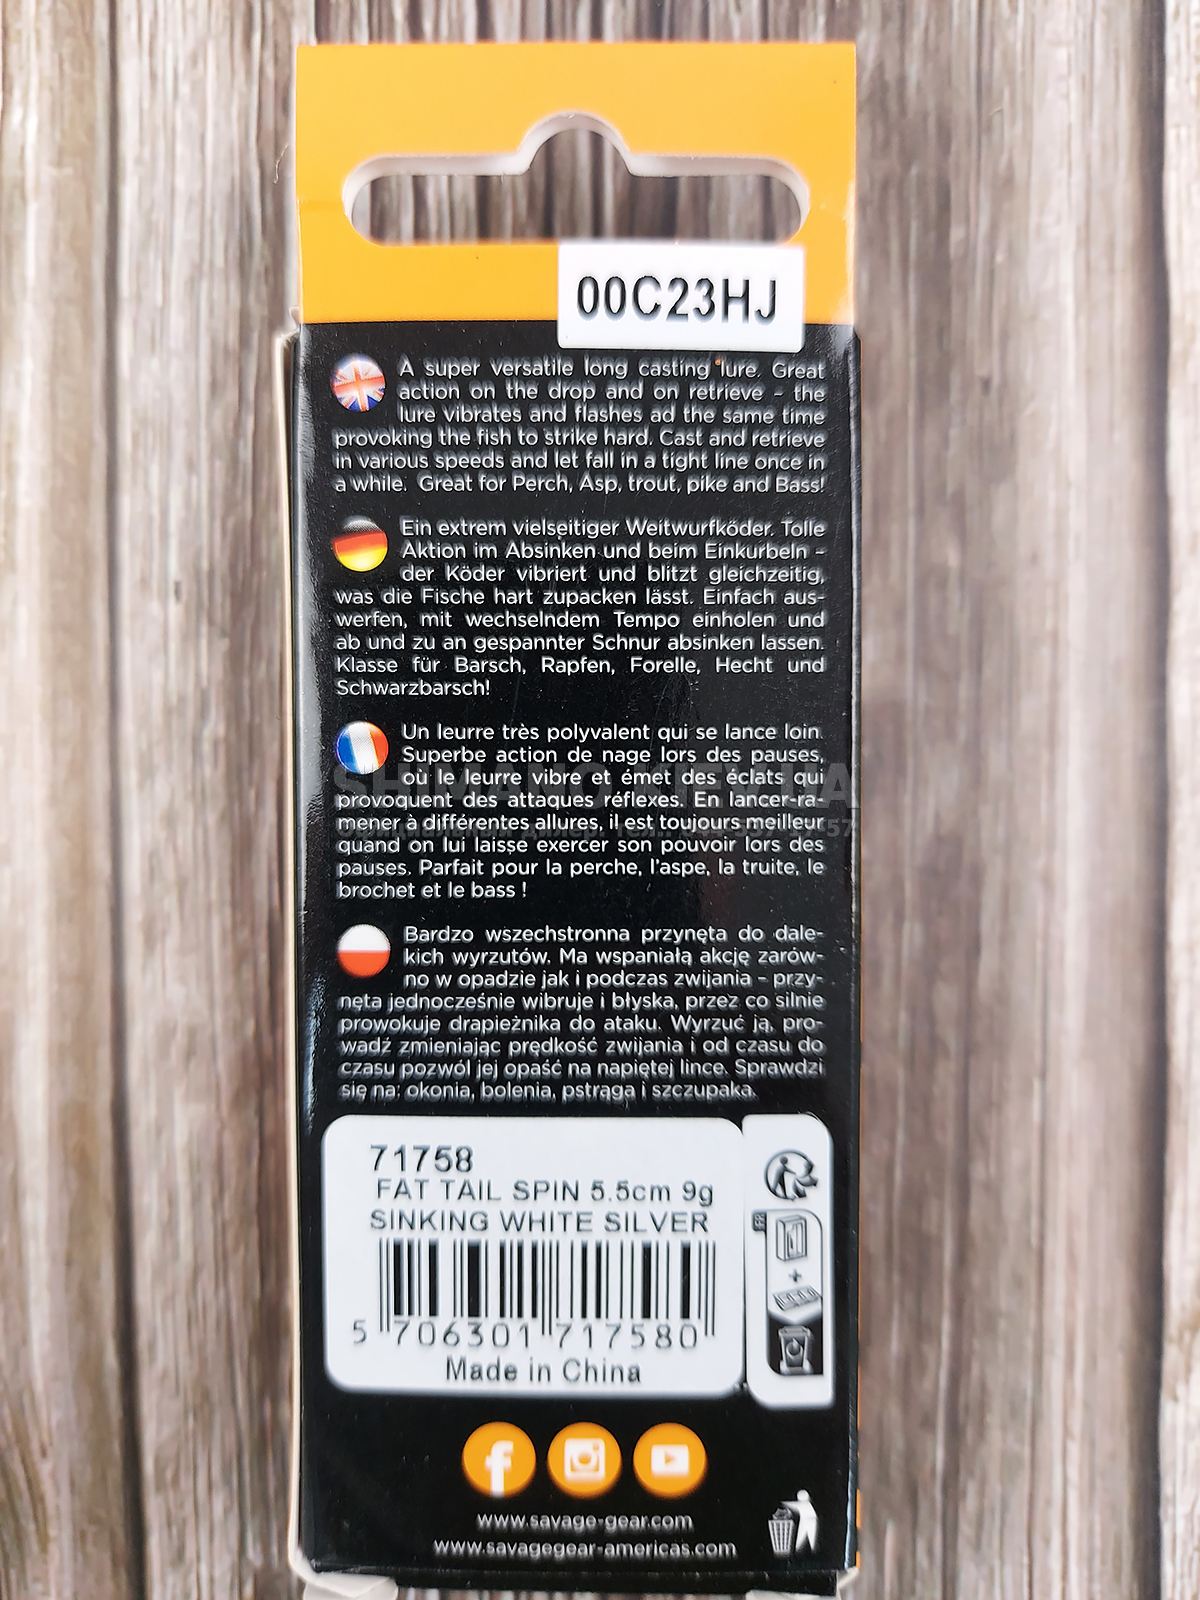 00C23HJ
A super versatile long casting lure. Great
action on the drop and on retrieve - the
lure vibrates and flashes ad the same time
provoking the fish to strike hard. Cast and retrieve
in various speeds and let fall in a tight line once in
a while. Great for Perch, Asp, trout, pike and Bass!
Ein extrem vielseitiger Weitwurfköder. Tolle
Aktion im Absinken und beim Einkurbeln -
der Köder vibriert und blitzt gleichzeitig,
was die Fische hart zupacken lässt. Einfach aus-
werfen, mit wechselndem Tempo einholen und
ab und zu an gespannter Schnur absinken lassen.
Klasse für Barsch, Rapfen, Forelle, Hecht und
Schwarzbarsch!
Un leurre très polyvalent qui se lance loin.
Superbe action de nage lors des pauses,
où le leurre vibre et émet des éclats qui
provoquent des attaques réflexes. En lancer-ra-
mener à différentes allures, il est toujours meilleur
quand on lui laisse exercer son pouvoir lors des
pauses. Parfait pour la perche, l'aspe, la truite, le
brochet et le bass !
SHIMANO.KIEV.UA
Bardzo wszechstronna przynęta do dale-
kich wyrzutów. Ma wspaniałą akcję zarów-
no w opadzie jak i podczas zwijania - przy-
nęta jednocześnie wibruje i błyska, przez co silnie
prowokuje drapieżnika do ataku. Wyrzuć ją, pro-
wadź zmieniając prędkość zwijania i od czasu do
czasu pozwól jej opaść na napiętej lince. Sprawdzi
się na: okonia, bolenia, pstrąga i szczupaka.
71758
FAT TAIL SPIN 5.5cm 9g
SINKING WHITE SILVER
5 706301 717580
Made in China
FR
+
www.savage-gear.com
www.savagegear-americas.com